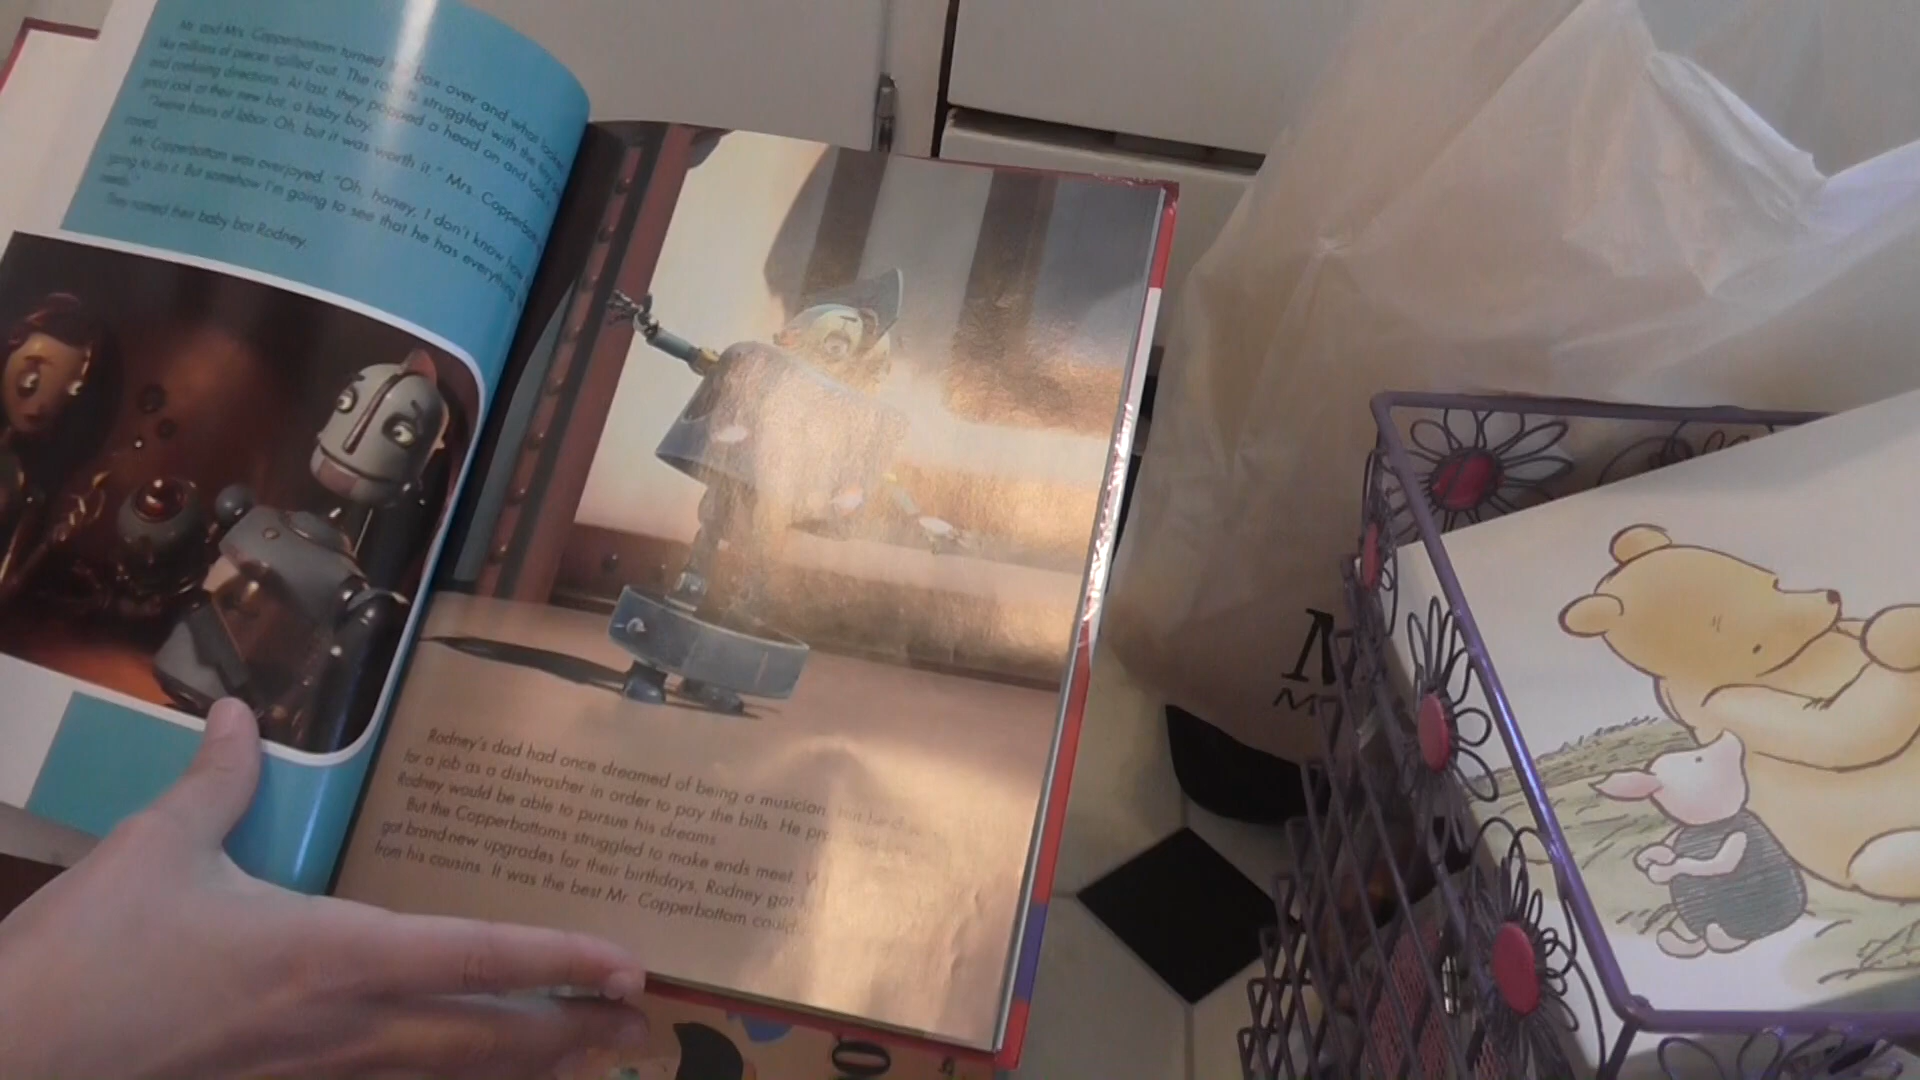 Mr. and Mrs. Copperbottom turned box over and what looked
like millions of pieces spilled out. The robots struggled with the
and confusing directions. At last, they popped a head on and took
good look at their new bot, a baby boy.
"Twelve hours of labor. Oh, but it was worth it," Mrs. Copperbottom
cooed.
Mr. Copperbottom was overjoyed. "Oh, honey, I don't know how
going to do it. But somehow I'm going to see that he has everything
needs."
They named their baby bot Rodney.
Rodney's dad had once dreamed of being a musician, but he
for a job as a dishwasher in order to pay the bills. He
Rodney would be able to pursue his dreams
But the Copperbottoms struggled to make ends meet.
got brand-new upgrades for their birthdays, Rodney got
from his cousins. It was the best Mr. Copperbottom could